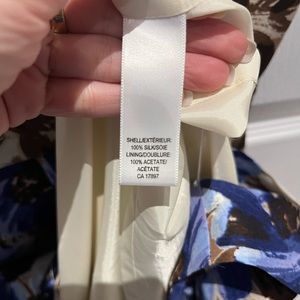 SHELL/EXTÉRIEUR:
100% SILK/SOIE
LINING/DOUBLURE:
100% ACETATE/
ACÉTATE
CA 17897